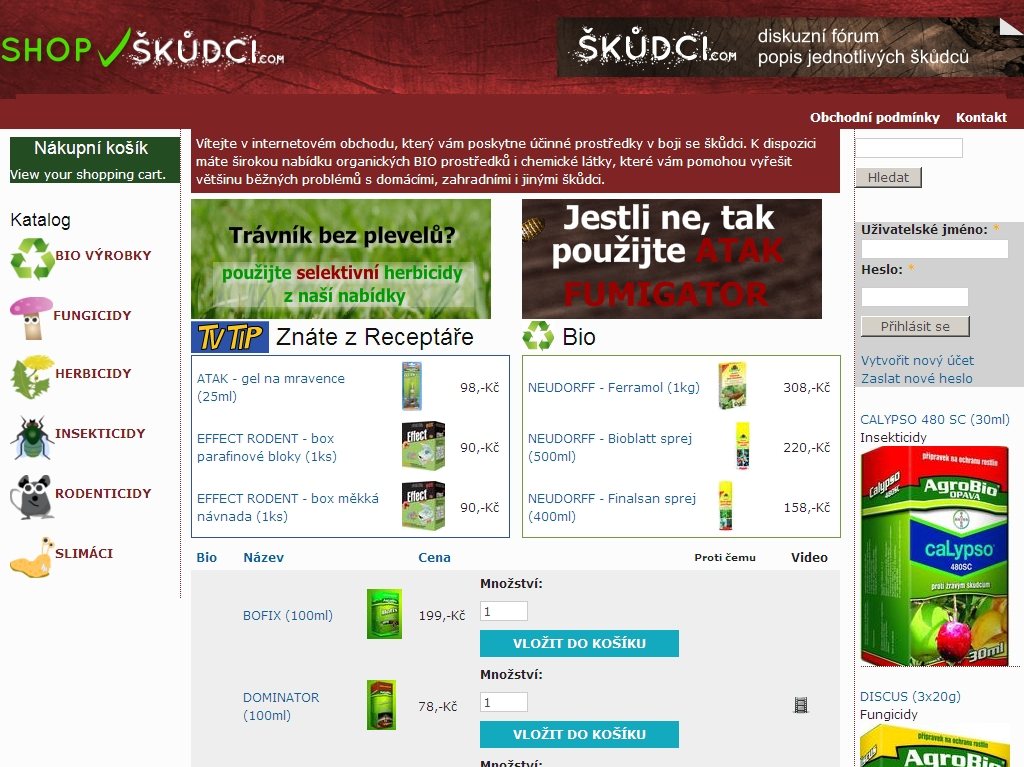 SHOP ŠKŮDCI.com
ŠKŮDCI.com
diskuzní fórum
popis jednotlivých škůdců
Obchodní podmínky Kontakt
Nákupní košík
View your shopping cart.
Katalog
BIO VÝROBKY
FUNGICIDY
HERBICIDY
INSEKTICIDY
RODENTICIDY
SLIMÁCI
Vítejte v internetovém obchodu, který vám poskytne účinné prostředky v boji se škůdci. K dispozici
máte širokou nabídku organických BIO prostředků i chemické látky, které vám pomohou vyřešit
většinu běžných problémů s domácími, zahradními i jinými škůdci.
Trávník bez plevelů?
použijte selektivní herbicidy
z naší nabídky
Jestli ne, tak
použijte ATAK
FUMIGATOR
TV TIP Znáte z Receptáře
ATAK - gel na mravence
(25ml)
98,-Kč
EFFECT RODENT - box
parafinové bloky (1ks)
90,-Kč
EFFECT RODENT - box měkká
návnada (1ks)
90,-Kč
Bio
NEUDORFF - Ferramol (1kg)
308,-Kč
NEUDORFF - Bioblatt sprej
(500ml)
220,-Kč
NEUDORFF - Finalsan sprej
(400ml)
158,-Kč
Bio Název Cena Proti čemu Video
BOFIX (100ml)
199,-Kč
Množství:
1
VLOŽIT DO KOŠÍKU
DOMINATOR
(100ml)
78,-Kč
Množství:
1
VLOŽIT DO KOŠÍKU
Množství:
Hledat
Uživatelské jméno: *
Heslo: *
Přihlásit se
Vytvořit nový účet
Zaslat nové heslo
CALYPSO 480 SC (30ml)
Insekticidy
přípravek na ochranu rostlin
Calypso
480SC
AgroBio
OPAVA
BAYER
caLypso
480SC
proti žravým škůdcům
30ml
DISCUS (3x20g)
Fungicidy
přípravek na ochranu rostlin
AgroBio